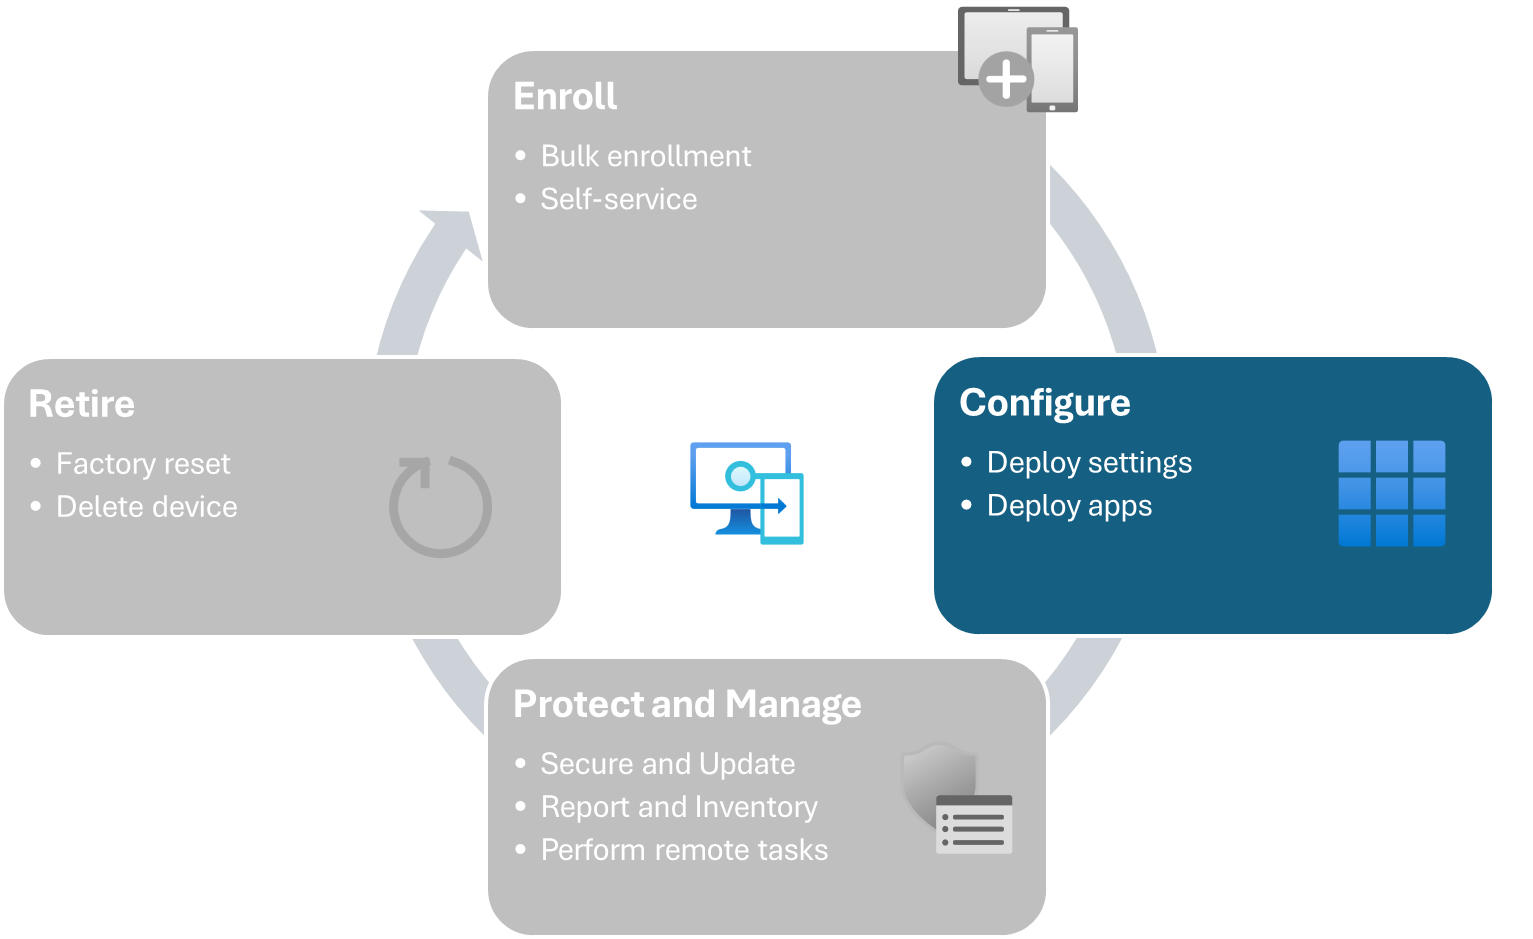 Enroll
• Bulk enrollment
• Self-service
Configure
• Deploy settings
• Deploy apps
Protect and Manage
• Secure and Update
• Report and Inventory
• Perform remote tasks
Retire
• Factory reset
• Delete device